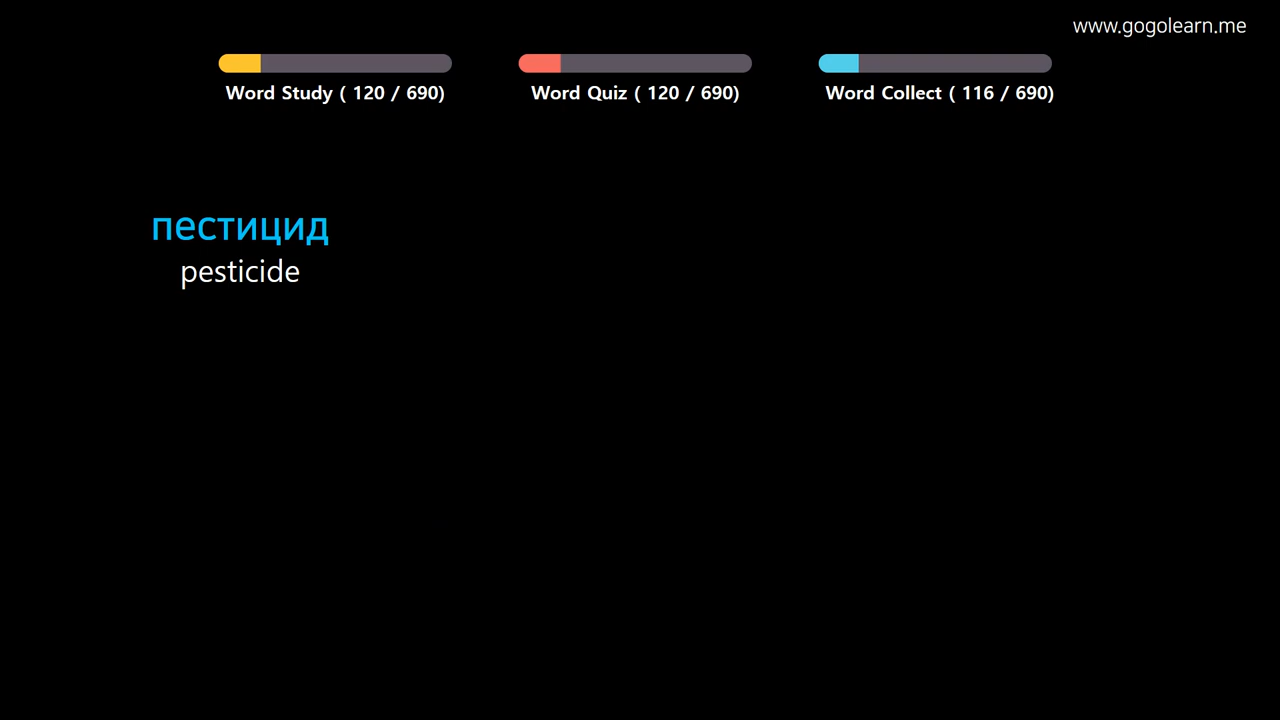 www.gogolearn.me
Word Study ( 120 / 690)
Word Quiz ( 120 / 690)
Word Collect ( 116 / 690)
пестицид
pesticide